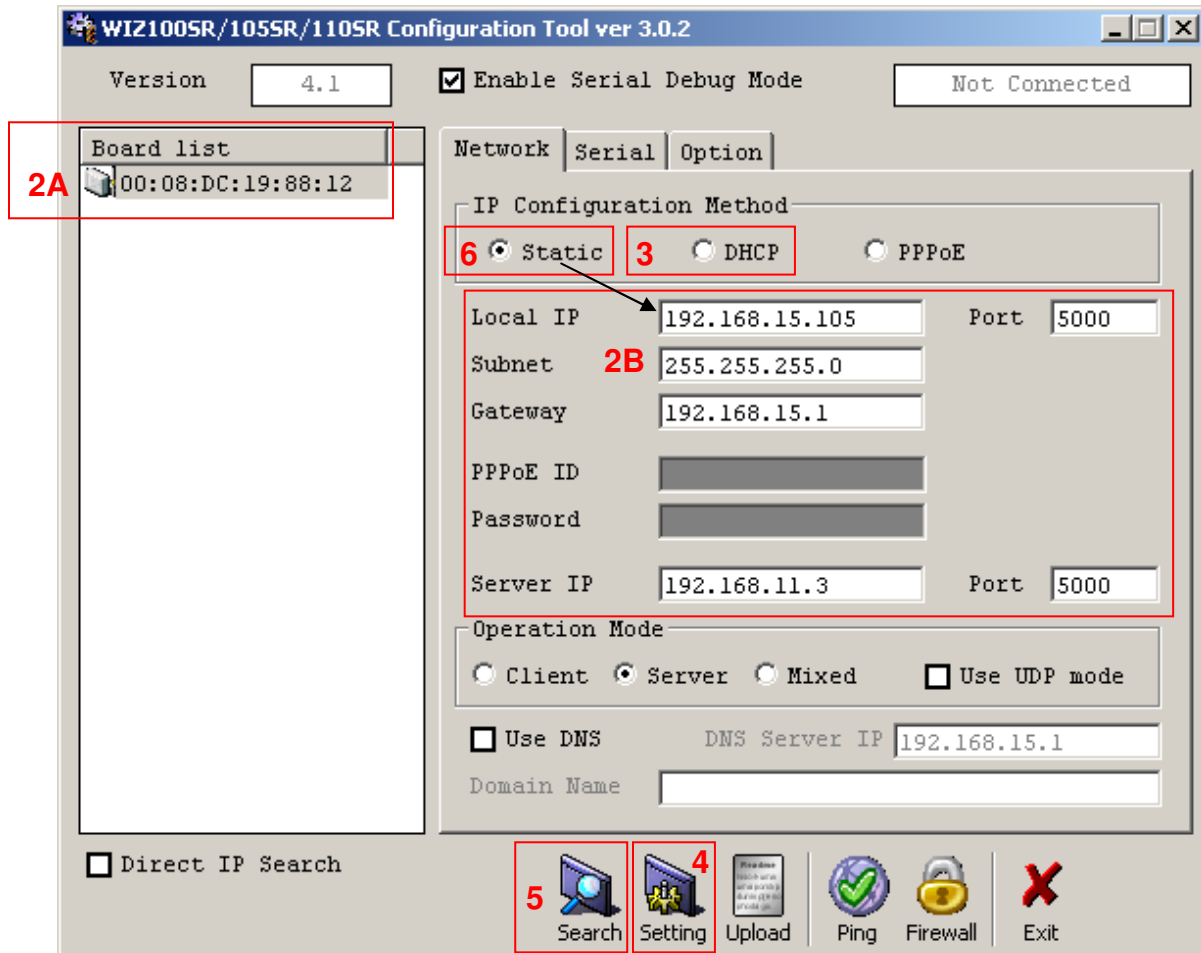 WIZ100SR/105SR/110SR Configuration Tool ver 3.0.2
Version 4.1 Enable Serial Debug Mode Not Connected
Board list
2A 00:08:DC:19:88:12
Network Serial Option
IP Configuration Method
6 Static 3 DHCP PPPoE
Local IP 192.168.15.105 Port 5000
Subnet 2B 255.255.255.0
Gateway 192.168.15.1
PPPoE ID
Password
Server IP 192.168.11.3 Port 5000
Operation Mode
Client Server Mixed Use UDP mode
Use DNS DNS Server IP 192.168.15.1
Domain Name
Direct IP Search
5 4 Readme
Search Setting Upload Ping Firewall Exit